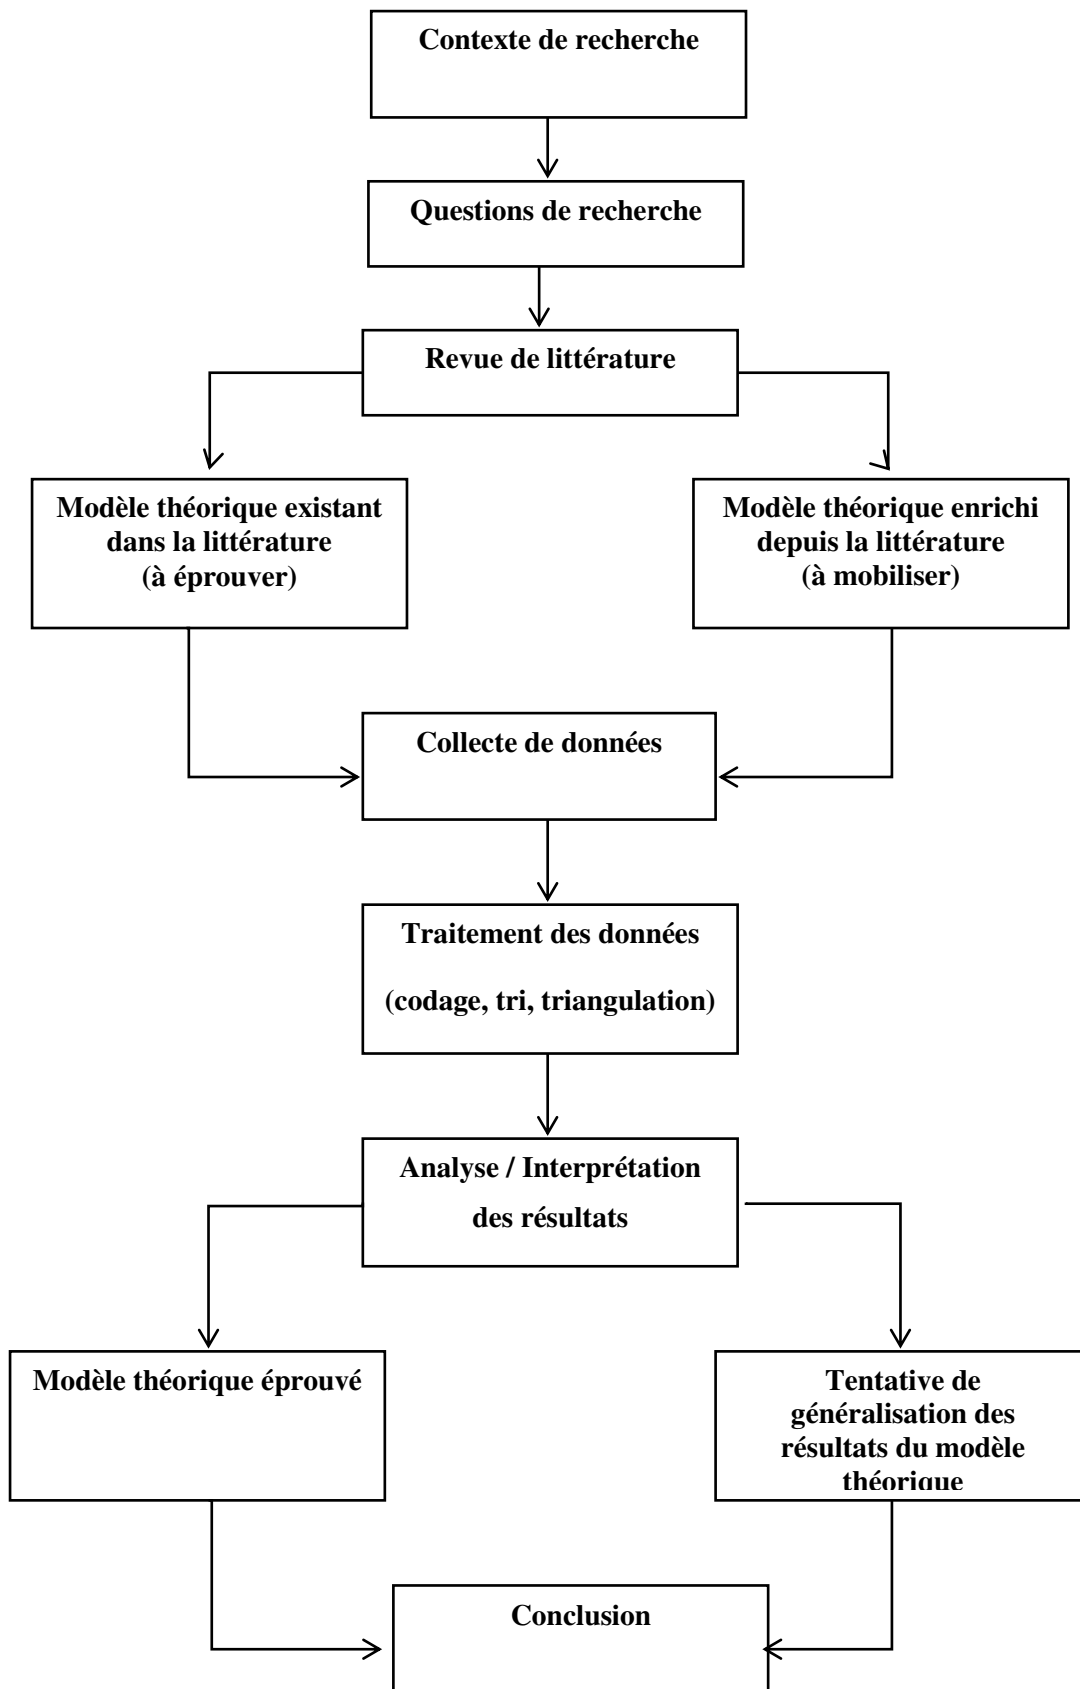 Contexte de recherche
Questions de recherche
Revue de littérature
Modèle théorique existant
dans la littérature
(à éprouver)
Modèle théorique enrichi
depuis la littérature
(à mobiliser)
Collecte de données
Traitement des données
(codage, tri, triangulation)
Analyse / Interprétation
des résultats
Modèle théorique éprouvé
Tentative de
généralisation des
résultats du modèle
théorique
Conclusion